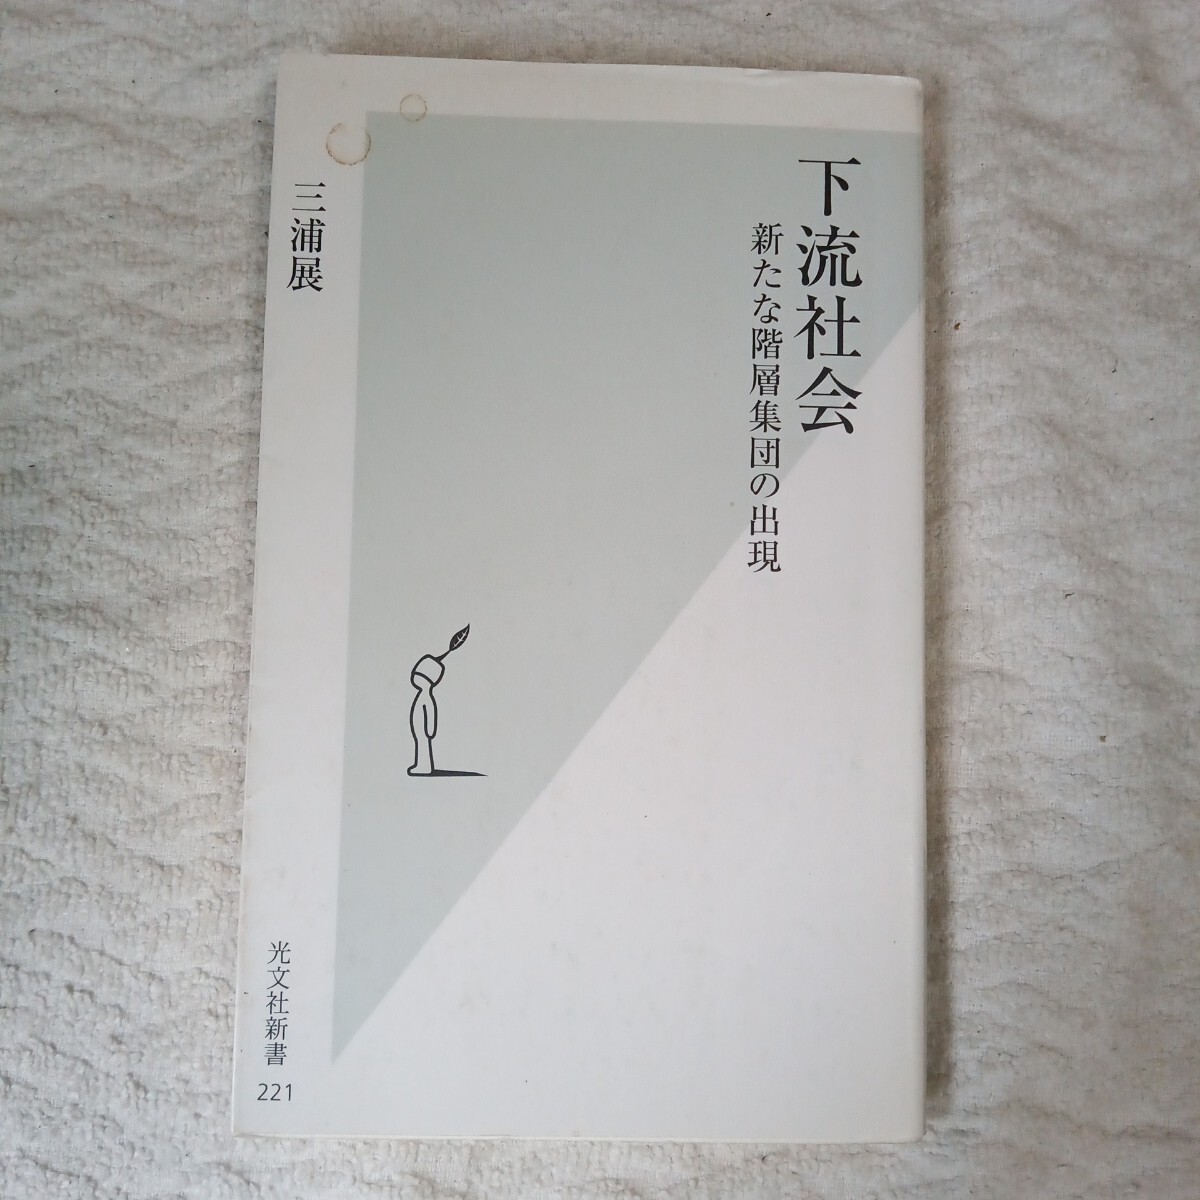 下流社会
新たな階層集団の出現
三浦展
光文社新書
221